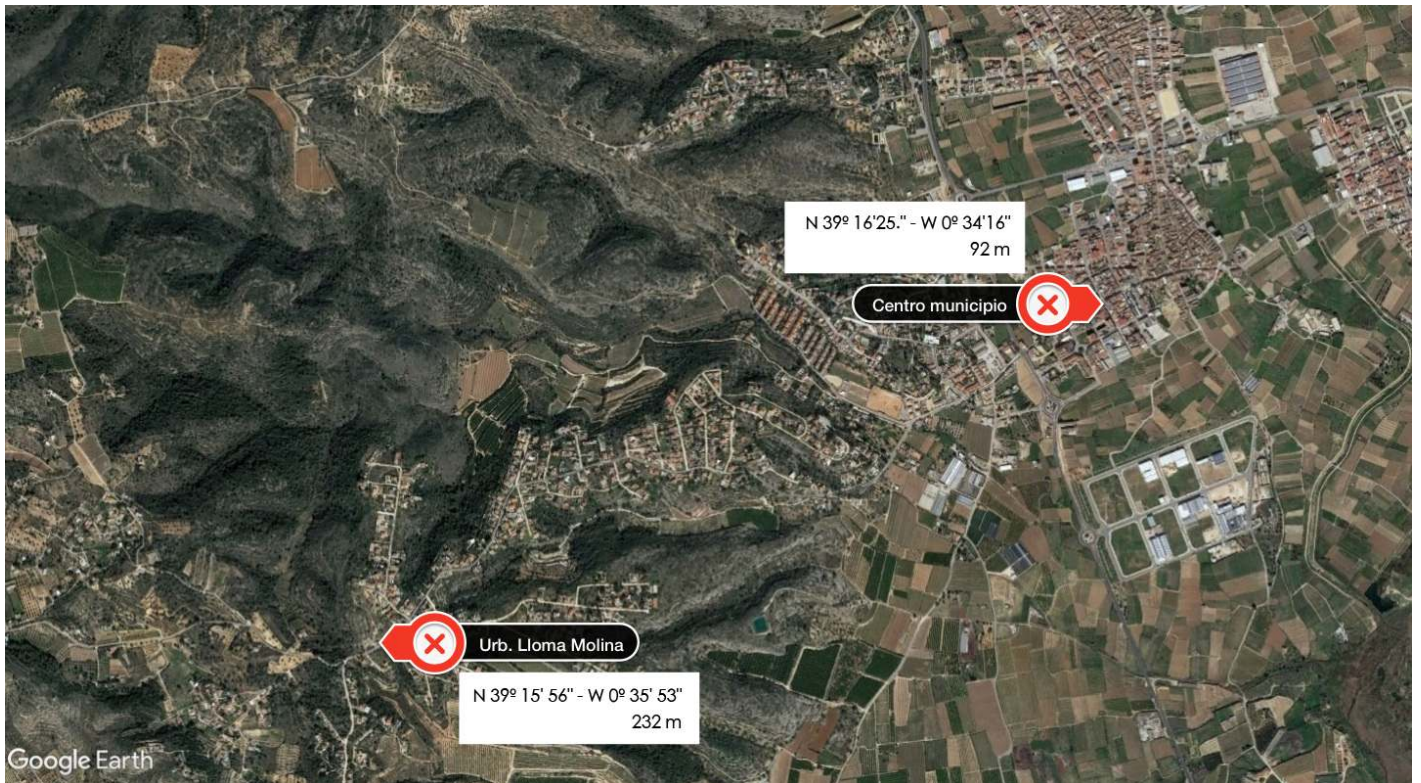 N 39º 16'25." - W 0º 34'16"
92 m
Centro municipio
Urb. Lloma Molina
N 39º 15' 56" - W 0º 35' 53"
232 m
Google Earth